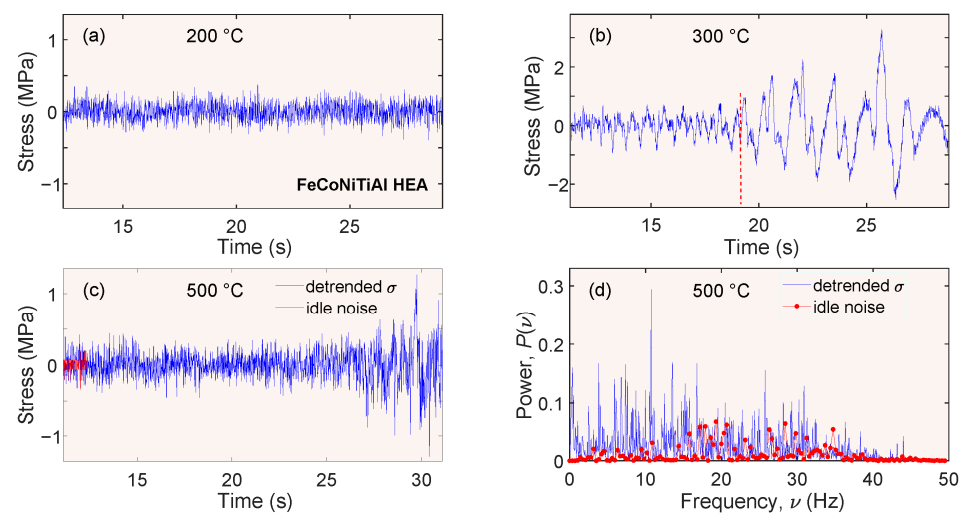 (a)
200 °C
1
0
−1
Stress (MPa)
FeCoNiTiAl HEA
15
20
25
Time (s)
(b)
300 °C
2
0
−2
Stress (MPa)
15
20
25
Time (s)
(c)
500 °C
detrended σ
idle noise
1
0
−1
Stress (MPa)
15
20
25
30
Time (s)
(d)
500 °C
detrended σ
idle noise
0.3
0.2
0.1
0
Power, P(ν)
0
10
20
30
40
50
Frequency, ν (Hz)